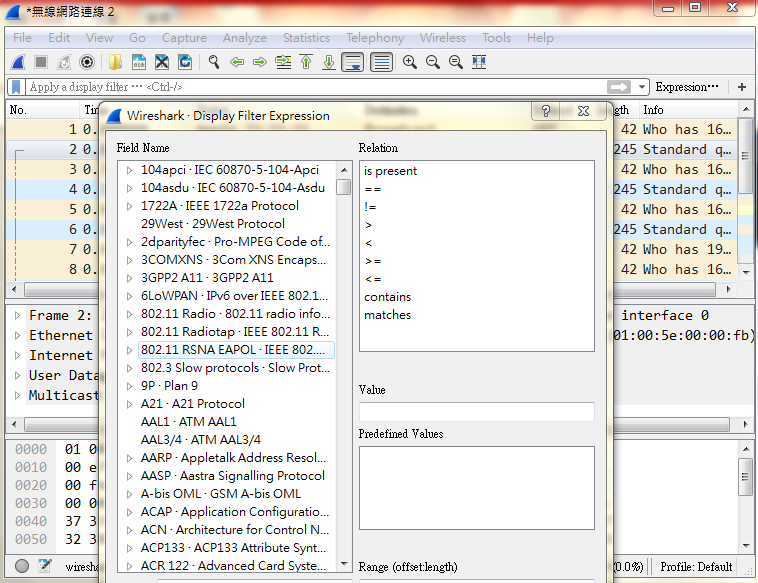 *無線網路連線 2
File Edit View Go Capture Analyze Statistics Telephony Wireless Tools Help
Apply a display filter ··· <Ctrl-/>
Expression··· +
No. Tim
gth Info
1 0. 42 Who has 16…
2 0. 245 Standard q…
3 0. 42 Who has 16…
4 0. 245 Standard q…
5 0. 42 Who has 16…
6 0. 245 Standard q…
7 0. 42 Who has 19…
8 0. 42 Who has 16…
Frame 2: interface 0
Ethernet 01:00:5e:00:00:fb)
Internet
User Data
Multicast
0000 01 0
0010 00 e
0020 00 f
0030 00 0
0040 37 3
0050 32 3
wiresha (0.0%) Profile: Default
Wireshark · Display Filter Expression
Field Name
104apci · IEC 60870-5-104-Apci
104asdu · IEC 60870-5-104-Asdu
1722A · IEEE 1722a Protocol
29West · 29West Protocol
2dparityfec · Pro-MPEG Code of...
3COMXNS · 3Com XNS Encaps...
3GPP2 A11 · 3GPP2 A11
6LoWPAN · IPv6 over IEEE 802.1...
802.11 Radio · 802.11 radio info...
802.11 Radiotap · IEEE 802.11 R...
802.11 RSNA EAPOL · IEEE 802....
802.3 Slow protocols · Slow Prot...
9P · Plan 9
A21 · A21 Protocol
AAL1 · ATM AAL1
AAL3/4 · ATM AAL3/4
AARP · Appletalk Address Resol...
AASP · Aastra Signalling Protocol
A-bis OML · GSM A-bis OML
ACAP · Application Configuratio...
ACN · Architecture for Control N...
ACP133 · ACP133 Attribute Synt...
ACR 122 · Advanced Card Syste...
Relation
is present
==
!=
>
<
>=
<=
contains
matches
Value
Predefined Values
Range (offset:length)